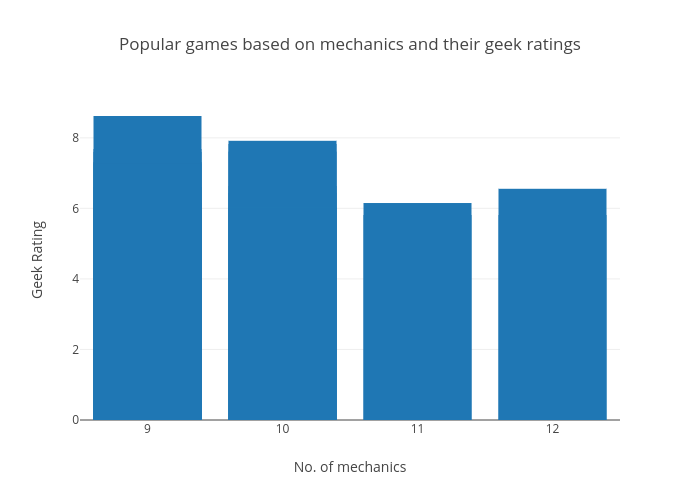 Popular games based on mechanics and their geek ratings
8
6
4
2
0
Geek Rating
9 10 11 12
No. of mechanics